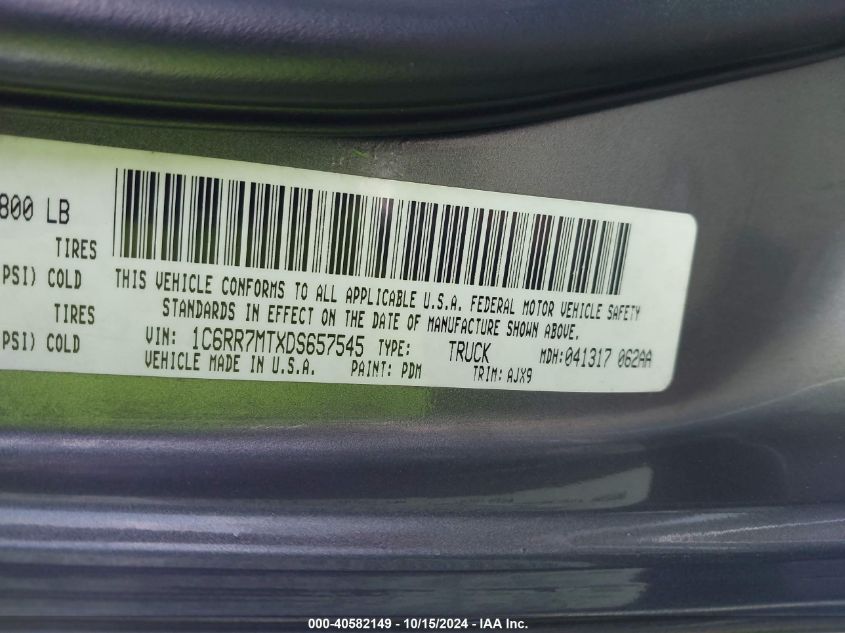 800 LB
TIRES
PSI) COLD
TIRES
PSI) COLD
THIS VEHICLE CONFORMS TO ALL APPLICABLE U.S.A. FEDERAL MOTOR VEHICLE SAFETY
STANDARDS IN EFFECT ON THE DATE OF MANUFACTURE SHOWN ABOVE.
VIN: 1C6RR7MTXDS657545 TYPE: TRUCK MDH:041317 062AA
VEHICLE MADE IN U.S.A. PAINT: PDM TRIM: AJX9
000-40582149 - 10/15/2024 - IAA Inc.